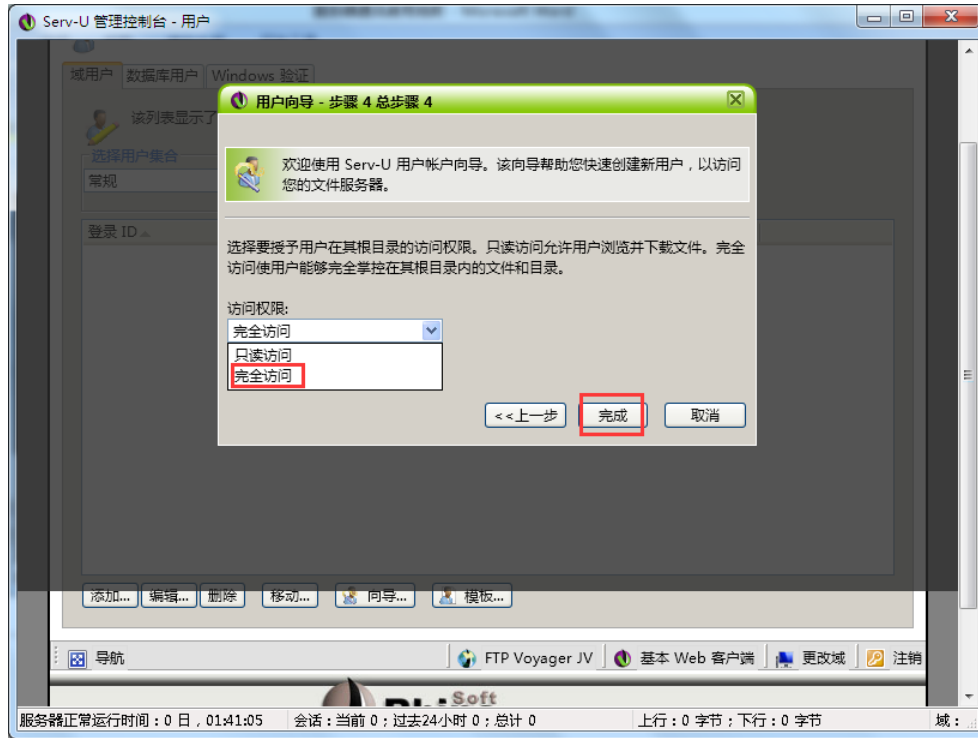 Serv-U 管理控制台 - 用户
域用户 数据库用户 Windows 验证
该列表显示了
选择用户集合
常规
登录 ID
用户向导 - 步骤 4 总步骤 4
欢迎使用 Serv-U 用户帐户向导。该向导帮助您快速创建新用户，以访问
您的文件服务器。
选择要授予用户在其根目录的访问权限。只读访问允许用户浏览并下载文件。完全
访问使用户能够完全掌控在其根目录内的文件和目录。
访问权限:
完全访问
只读访问
完全访问
<<上一步 完成 取消
添加... 编辑... 删除 移动... 向导... 模板...
导航 FTP Voyager JV 基本 Web 客户端 更改域 注销
Soft
服务器正常运行时间：0 日，01:41:05 会话：当前 0；过去24小时 0；总计 0 上行：0 字节；下行：0 字节 域：